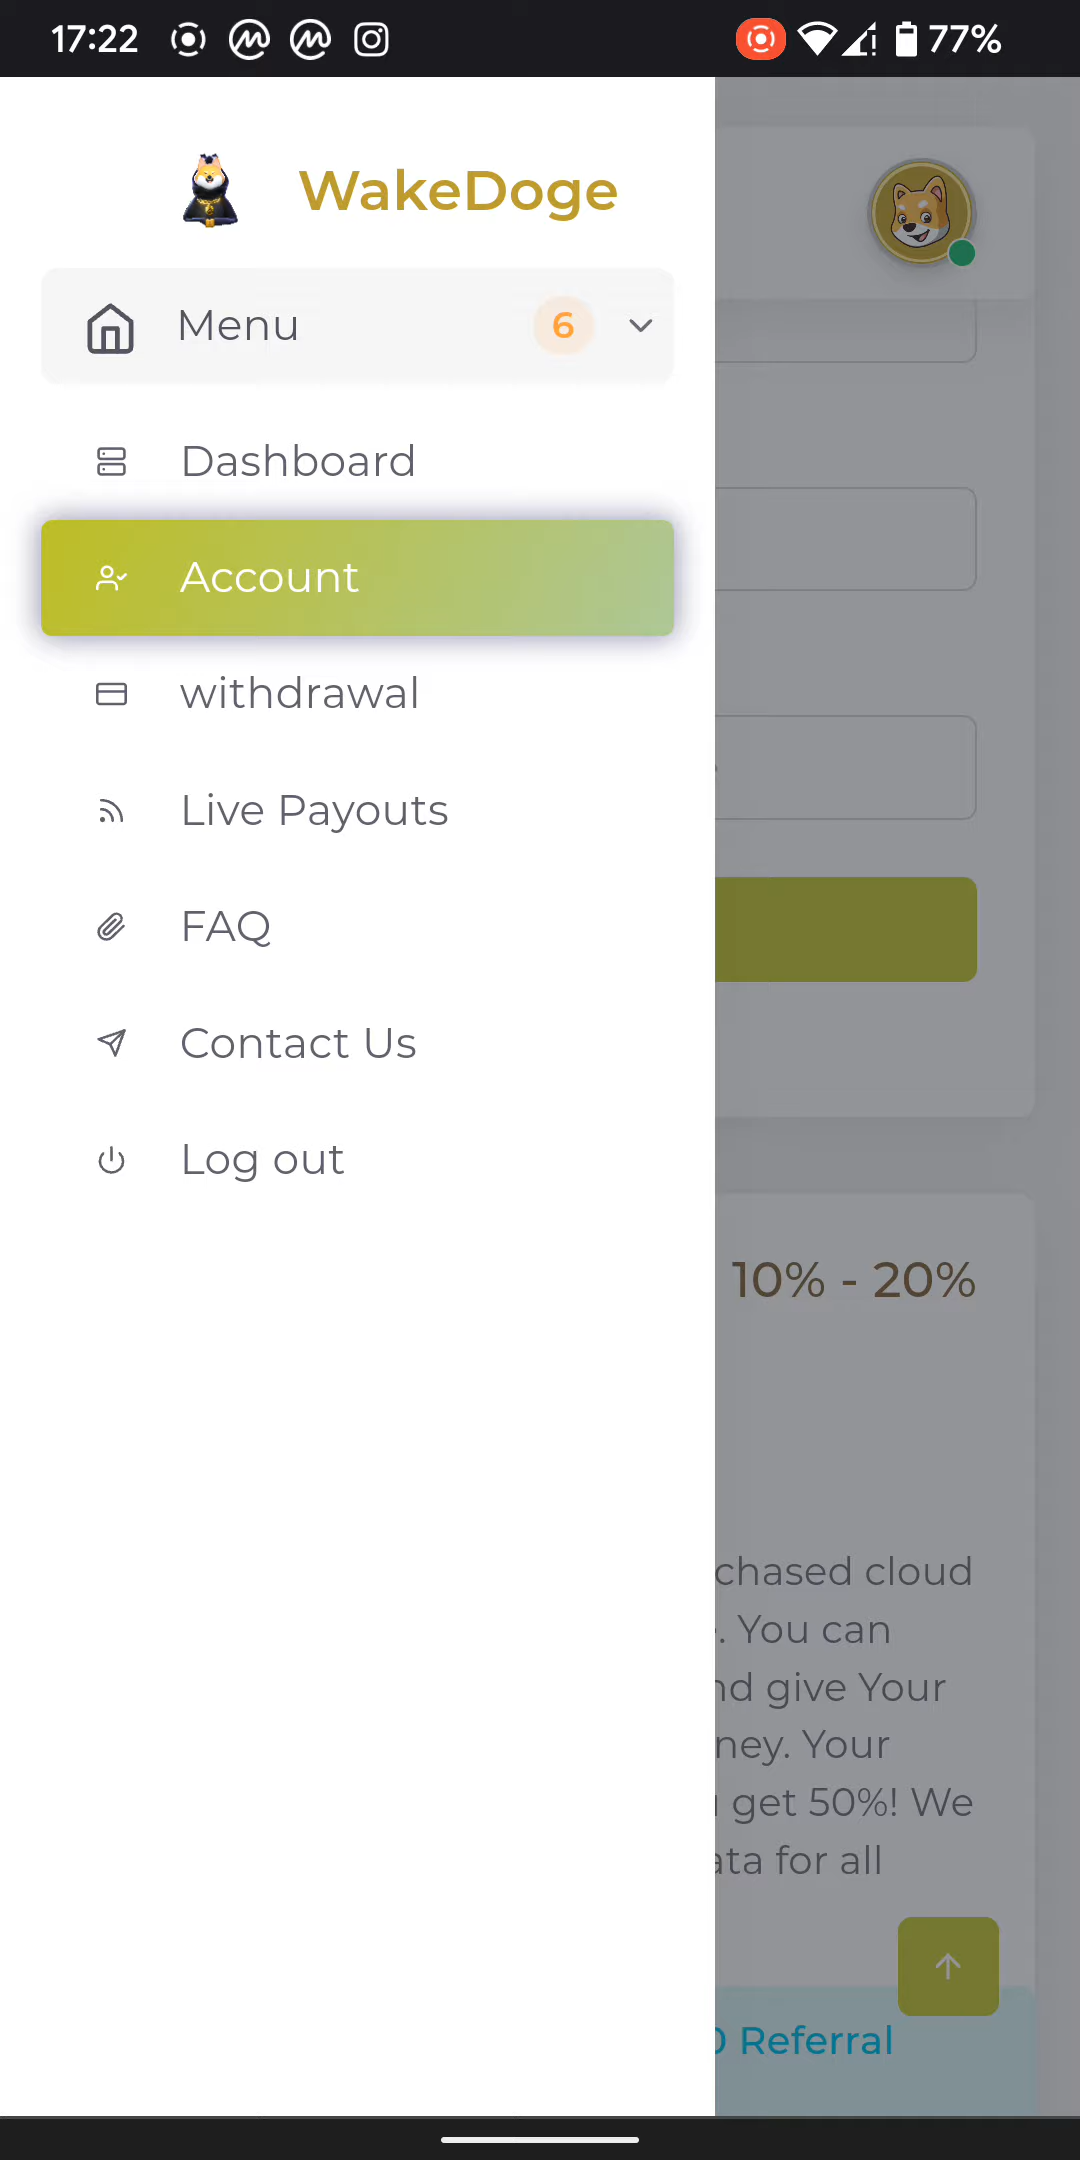 17:22 77%
WakeDoge
Menu 6
Dashboard
Account
withdrawal
Live Payouts
FAQ
Contact Us
Log out
10% - 20%
chased cloud
. You can
nd give Your
ney. Your
get 50%! We
ata for all
Referral